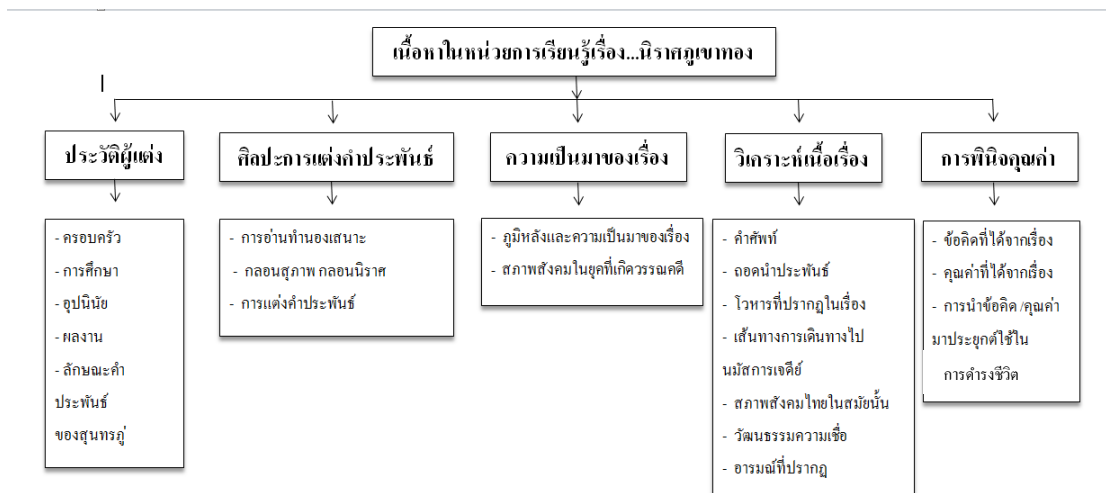 เนื้อหาในหน่วยการเรียนรู้เรื่อง...นิราศภูเขาทอง
ประวัติผู้แต่ง
- ครอบครัว
- การศึกษา
- อุปนินัย
- ผลงาน
- ลักษณะคำ
ประพันธ์
ของสุนทรภู่
ศิลปะการแต่งคำประพันธ์
- การอ่านทำนองเสนาะ
- กลอนสุภาพ กลอนนิราศ
- การแต่งคำประพันธ์
ความเป็นมาของเรื่อง
- ภูมิหลังและความเป็นมาของเรื่อง
- สภาพสังคมในยุคที่เกิดวรรณคดี
วิเคราะห์เนื้อเรื่อง
- คำศัพท์
- ถอดนำประพันธ์
- โวหารที่ปรากฏในเรื่อง
- เส้นทางการเดินทางไป
นมัสการเจดีย์
- สภาพสังคมไทยในสมัยนั้น
- วัฒนธรรมความเชื่อ
- อารมณ์ที่ปรากฏ
การพินิจคุณค่า
- ข้อคิดที่ได้จากเรื่อง
- คุณค่าที่ได้จากเรื่อง
- การนำข้อคิด /คุณค่า
มาประยุกต์ใช้ใน
การดำรงชีวิต